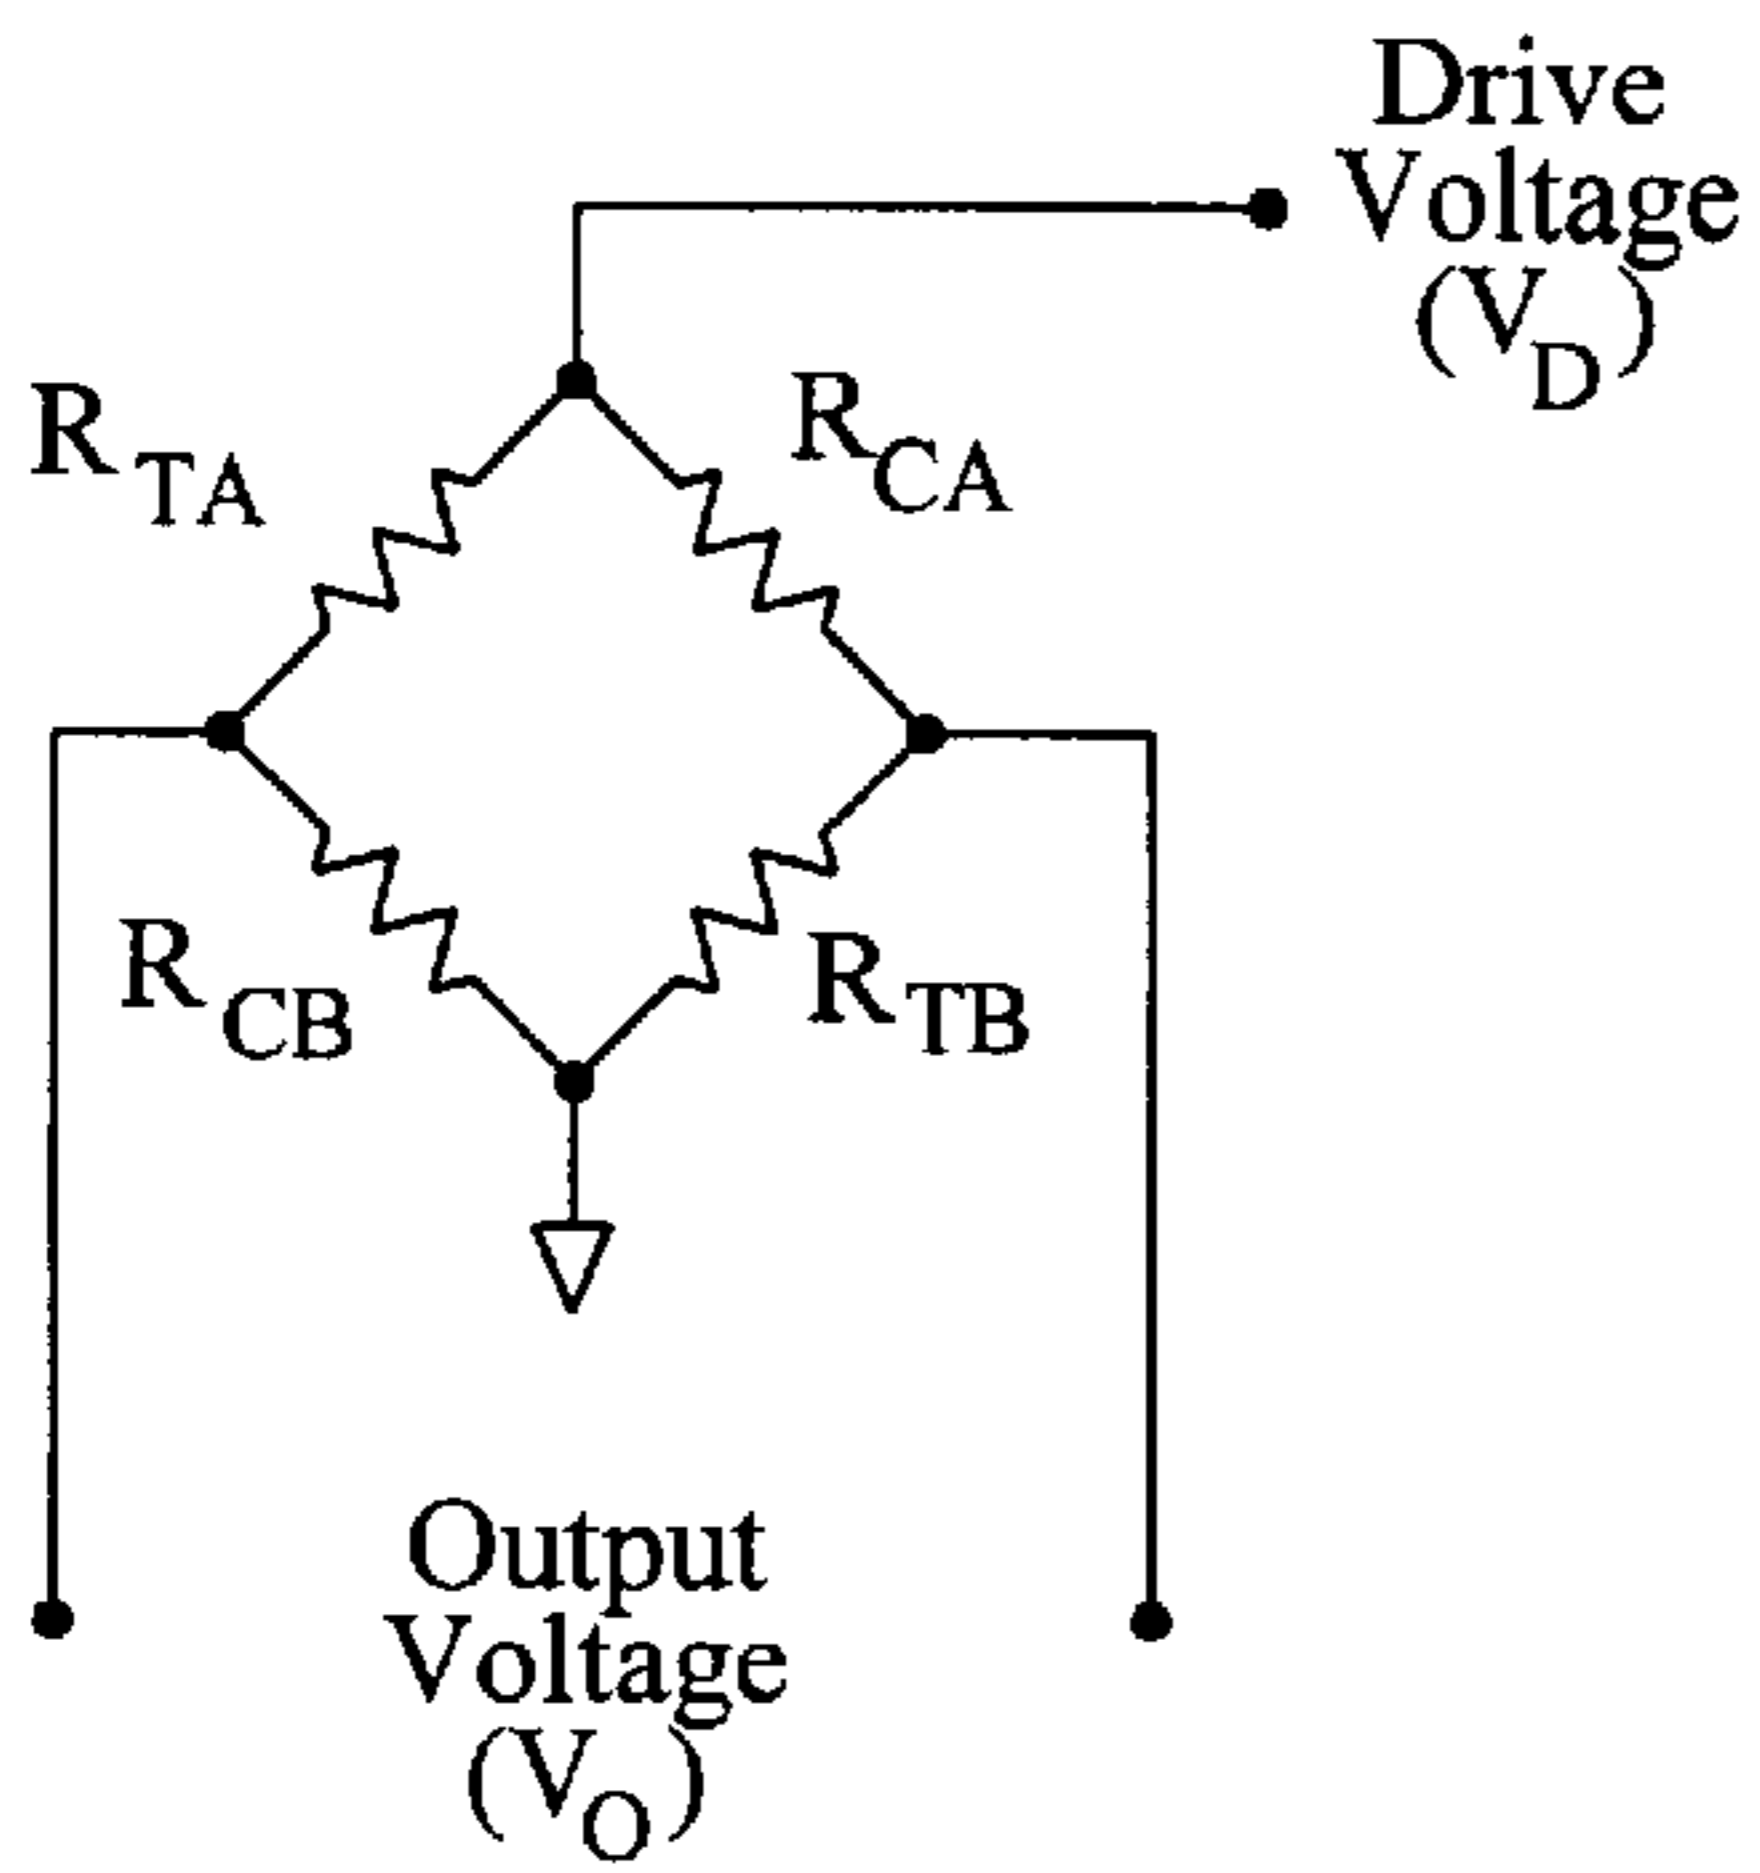 Drive
Voltage
(VD)
RTA
RCA
RCB
RTB
Output
Voltage
(VO)